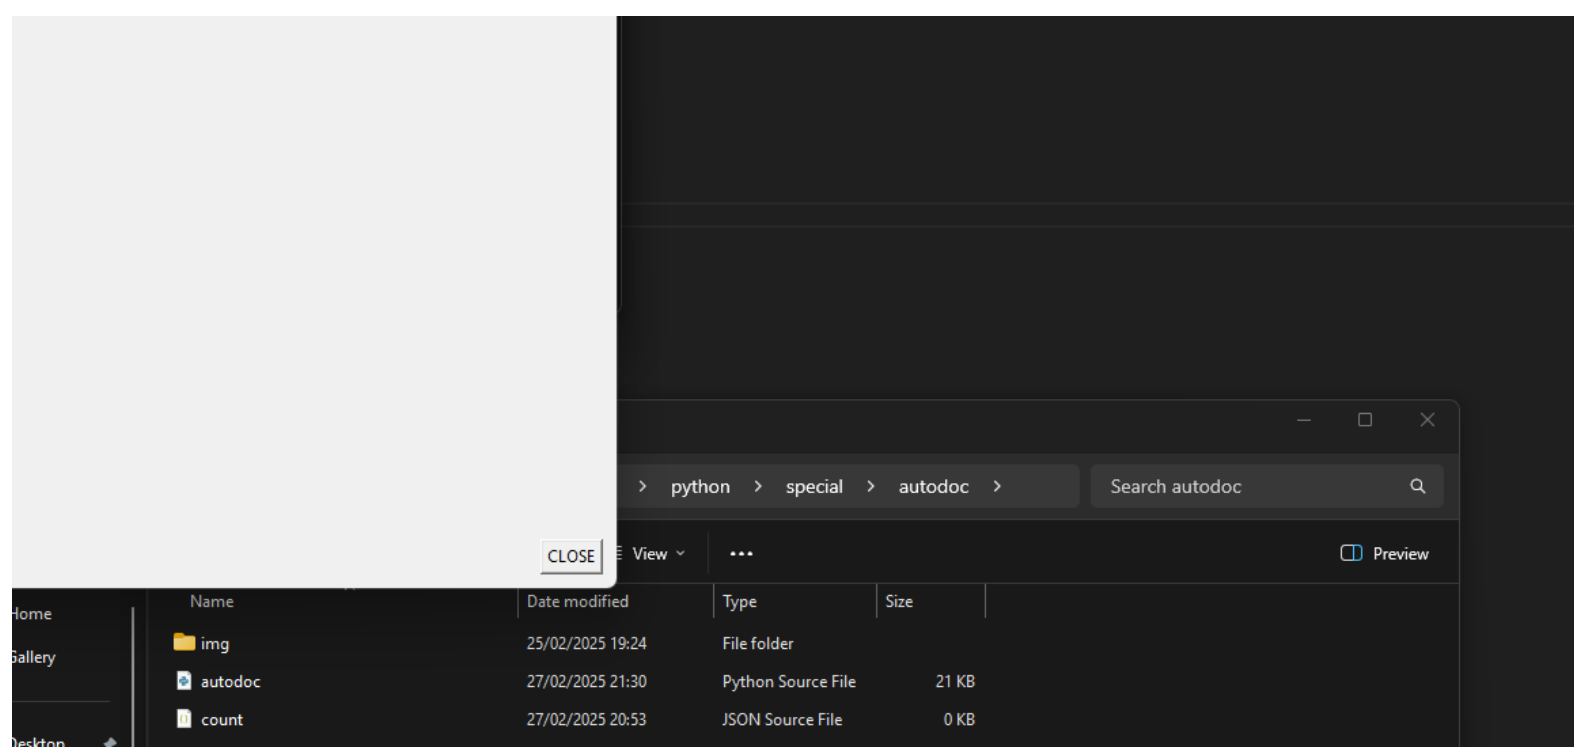 python > special > autodoc >
Search autodoc
CLOSE
View
Preview
Name Date modified Type Size
Home
img 25/02/2025 19:24 File folder
Gallery
autodoc 27/02/2025 21:30 Python Source File 21 KB
count 27/02/2025 20:53 JSON Source File 0 KB
Desktop